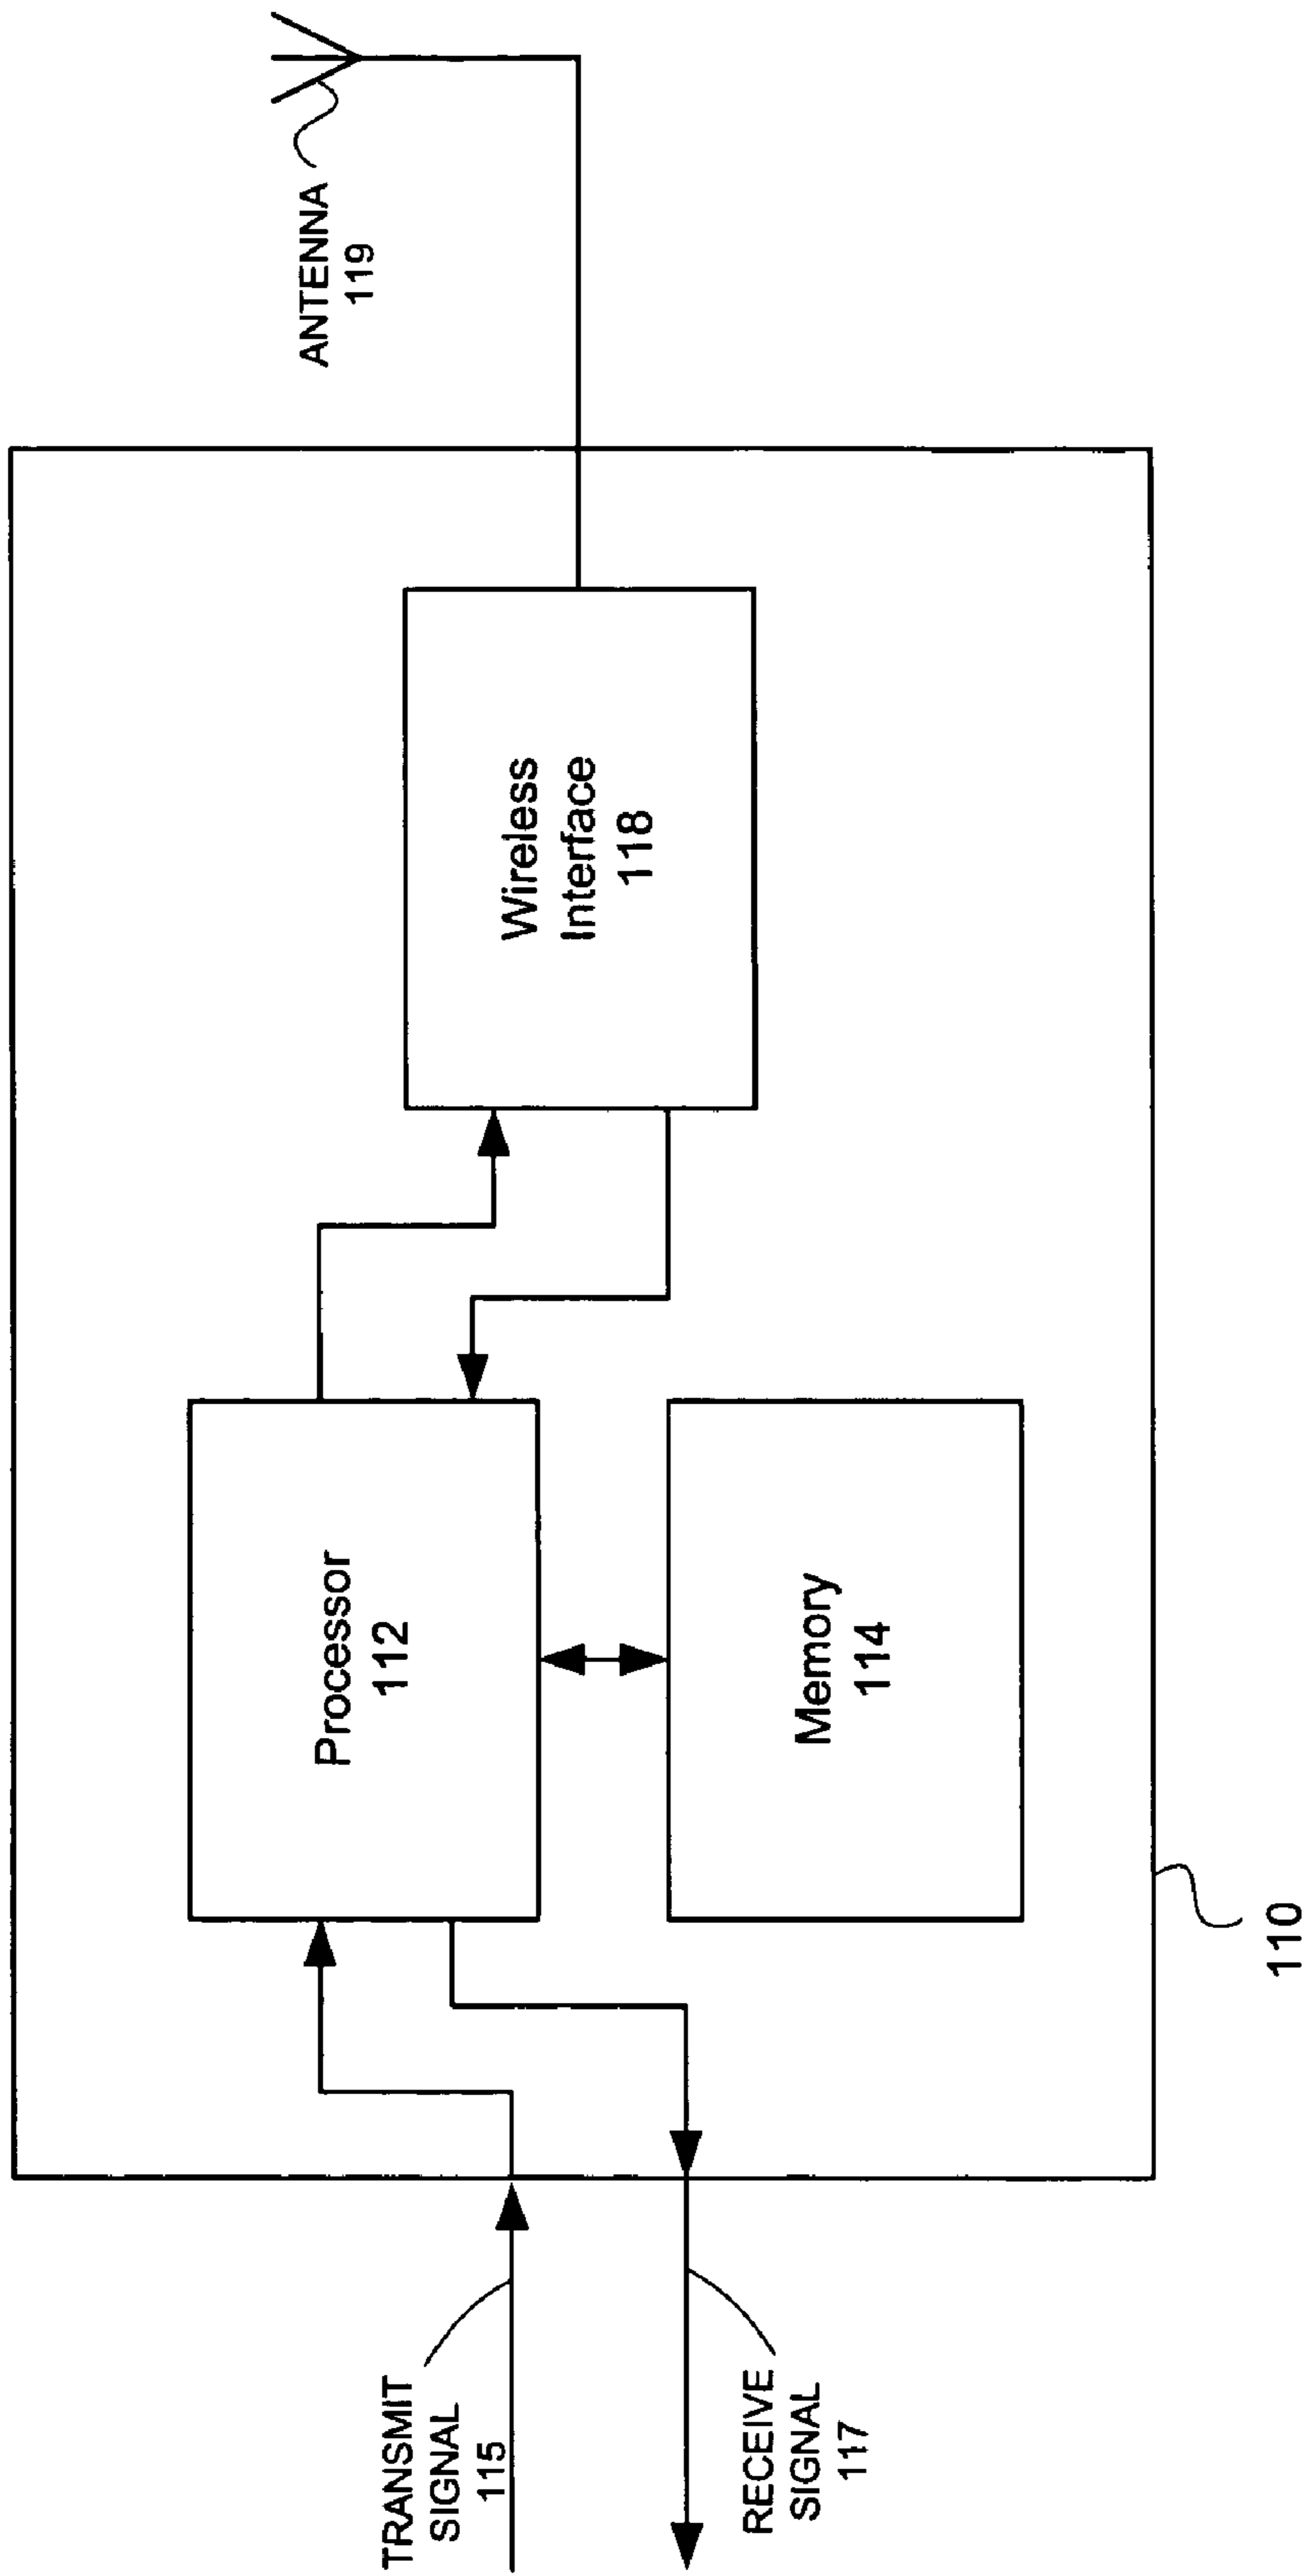 ANTENNA
119
Wireless
Interface
118
Processor
112
Memory
114
TRANSMIT
SIGNAL
115
RECEIVE
SIGNAL
117
110